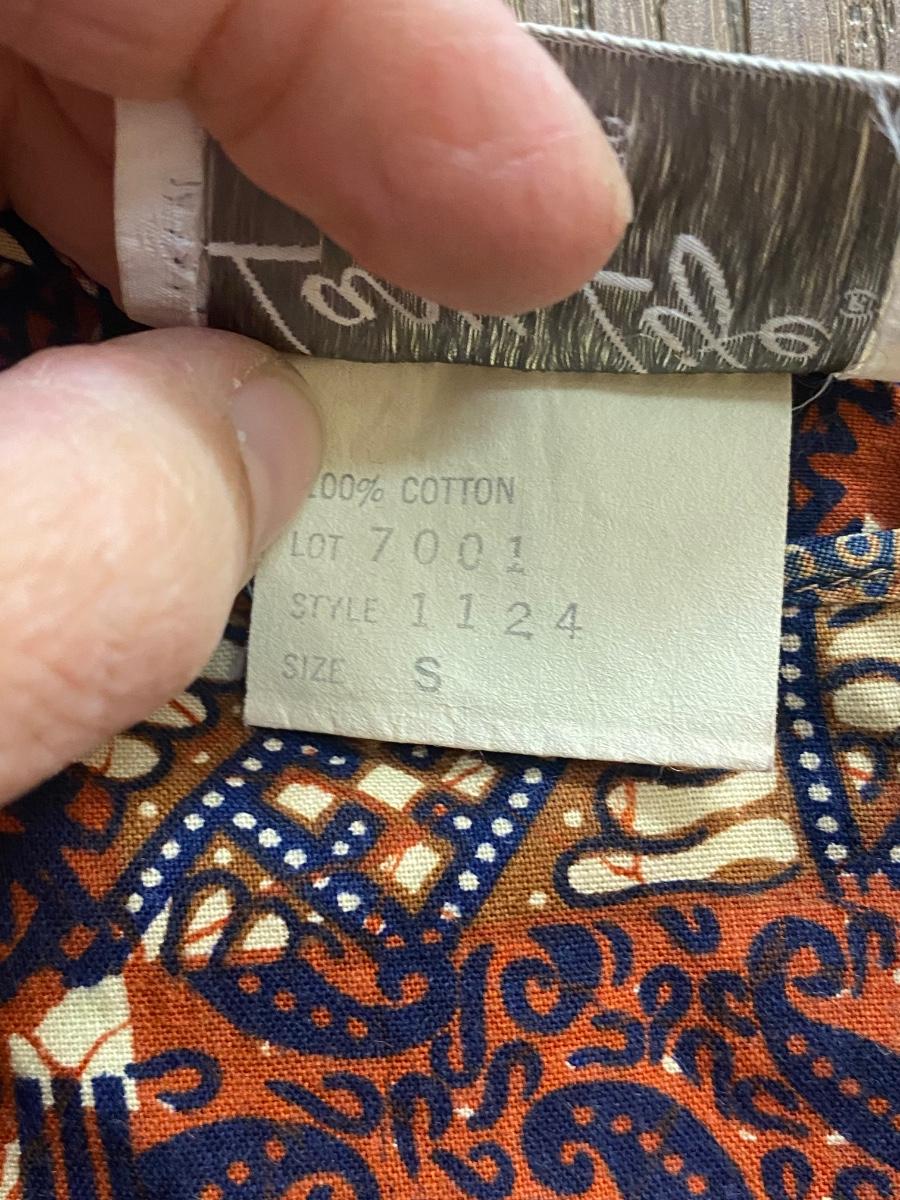 100% COTTON
LOT 7001
STYLE 1124
SIZE S